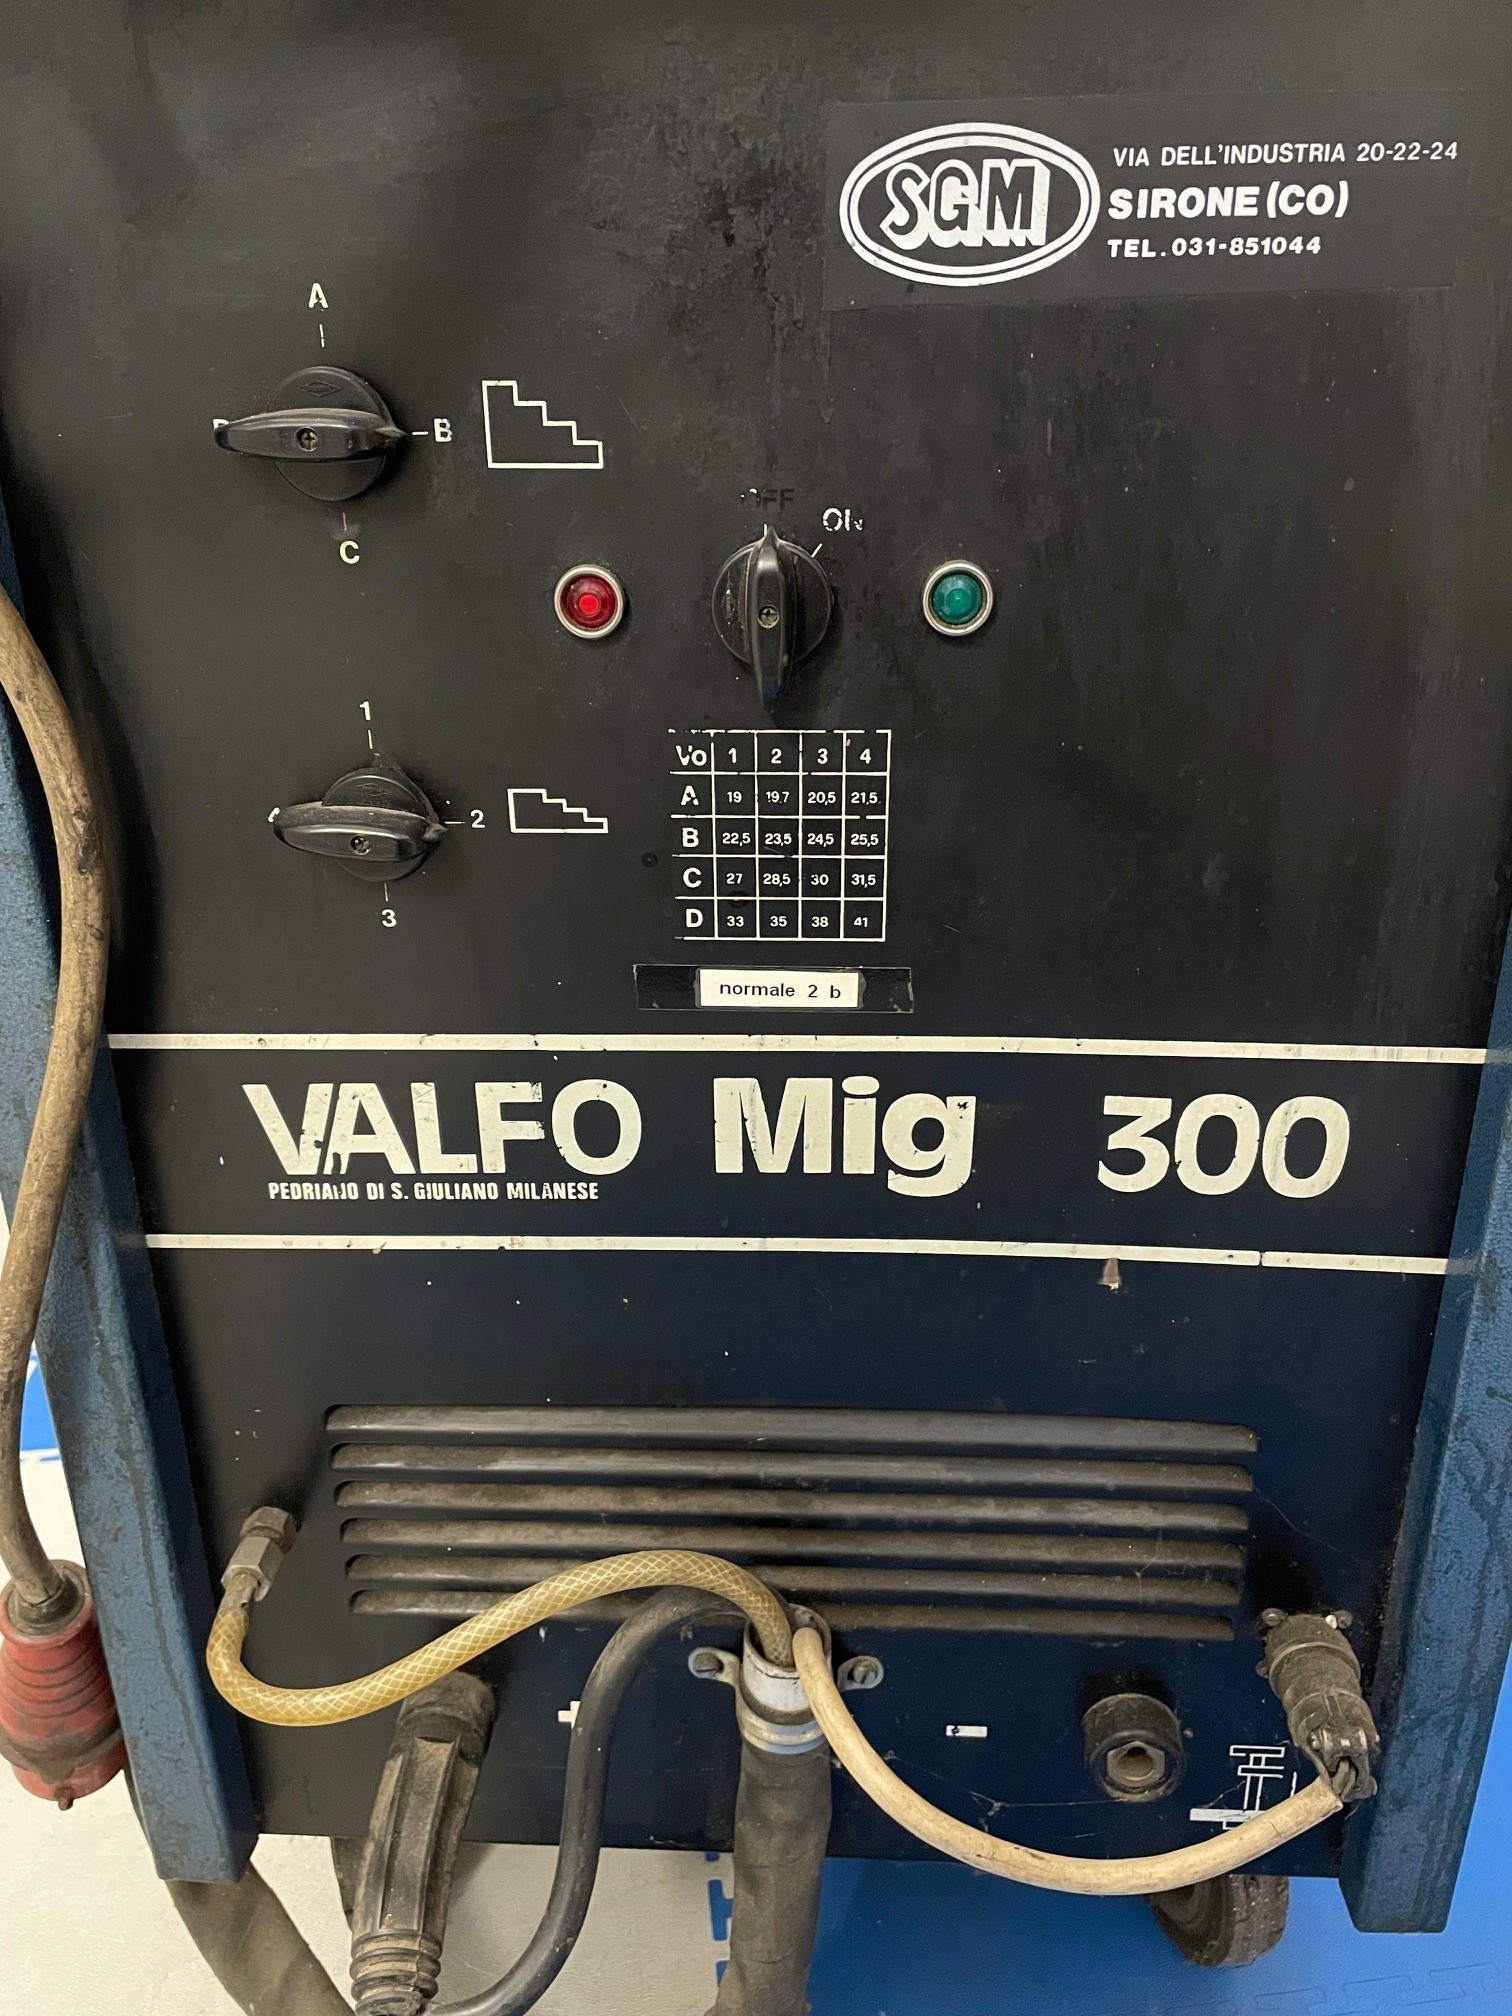 SGM
VIA DELL'INDUSTRIA 20-22-24
SIRONE (CO)
TEL. 031-851044
A
B
C
OFF
ON
1
2
3
Vo 1 2 3 4
A 19 19,7 20,5 21,5
B 22,5 23,5 24,5 25,5
C 27 28,5 30 31,5
D 33 35 38 41
normale 2 b
VALFO Mig 300
PEDRIANO DI S. GIULIANO MILANESE
+
-